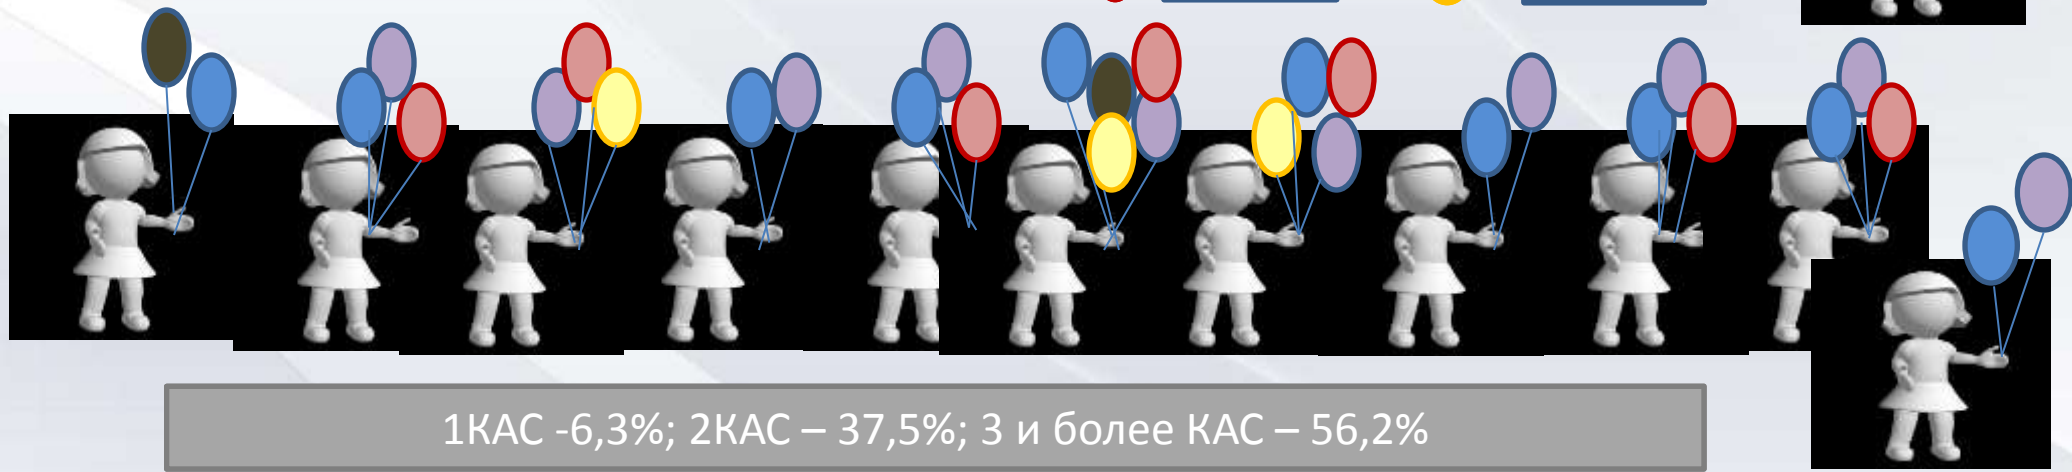 1КАС -6,3%; 2КАС – 37,5%; 3 и более КАС – 56,2%